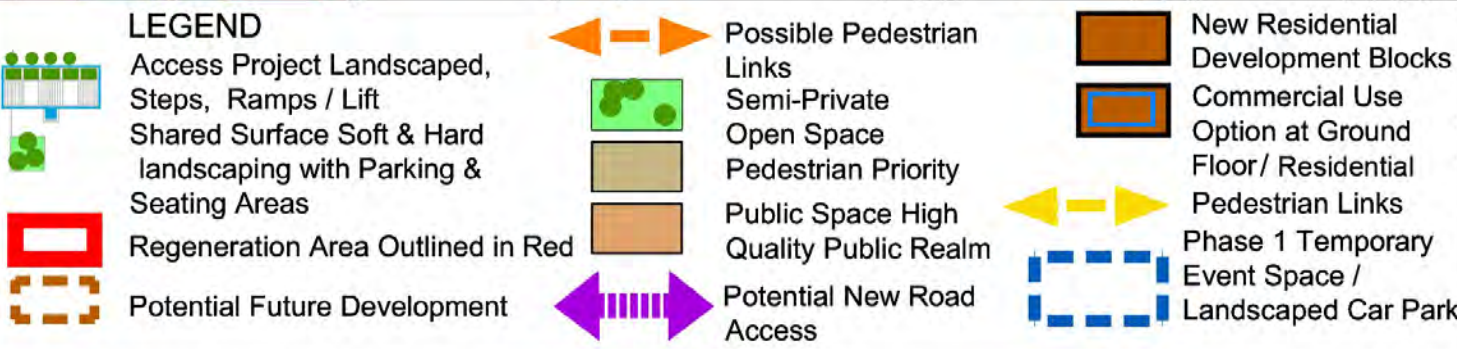 LEGEND
Access Project Landscaped,
Steps, Ramps / Lift
Shared Surface Soft & Hard
landscaping with Parking &
Seating Areas
Regeneration Area Outlined in Red
Potential Future Development
Possible Pedestrian
Links
Semi-Private
Open Space
Pedestrian Priority
Public Space High
Quality Public Realm
Potential New Road
Access
New Residential
Development Blocks
Commercial Use
Option at Ground
Floor/ Residential
Pedestrian Links
Phase 1 Temporary
Event Space /
Landscaped Car Park